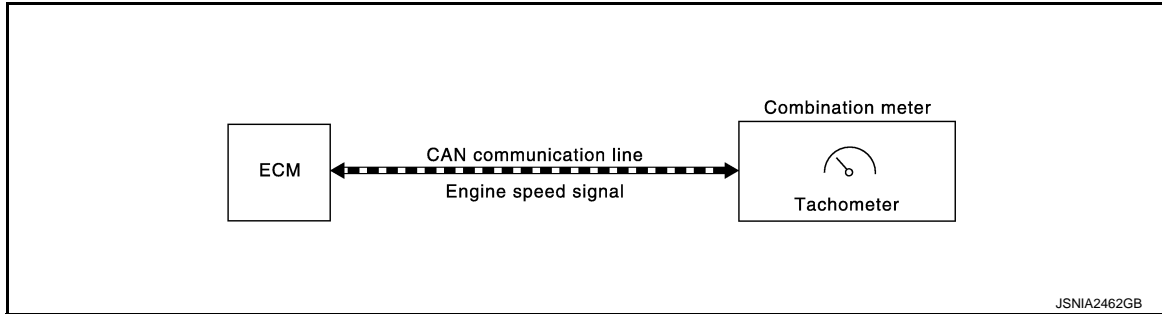 Combination meter
ECM
CAN communication line
Engine speed signal
Tachometer
JSNIA2462GB